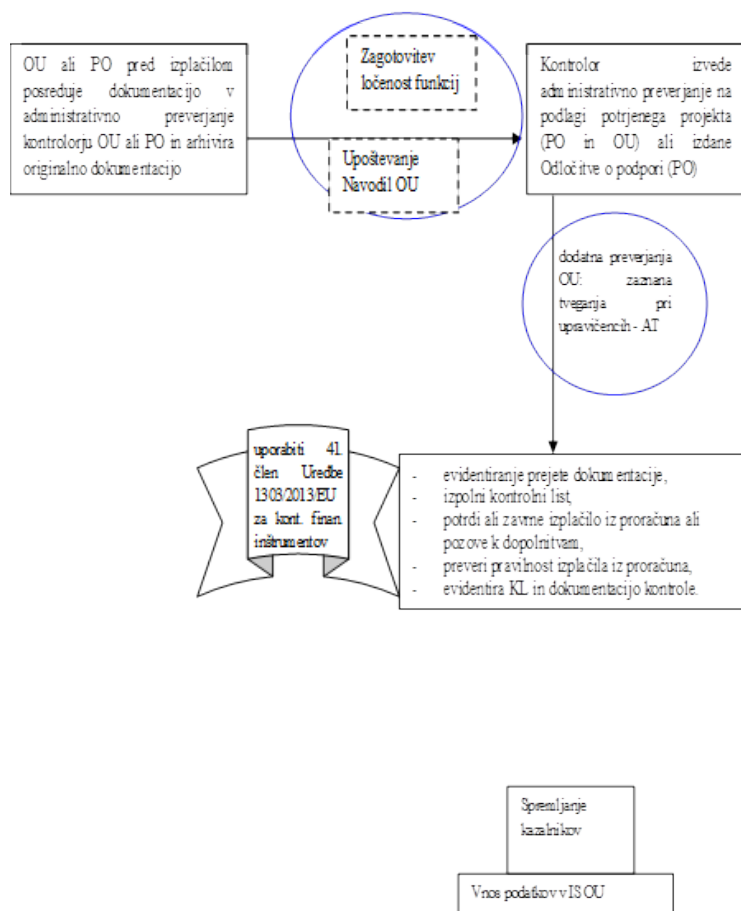 OU ali PO pred izplačilom
posreduje dokumentacijo v
administrativno preverjanje
kontrolorju OU ali PO in arhivira
originalno dokumentacijo
Zagotovitev
ločenost funkcij
Upoštevanje
Navodil OU
Kontrolor izvede
administrativno preverjanje na
podlagi potrjenega projekta
(PO in OU) ali izdane
Odločitve o podpori (PO)
dodatna preverjanja
OU: zaznana
tveganja pri
upravičencih - AT
uporabiti 41.
člen Uredbe
1303/2013/EU
za kont. finan.
inštrumentov
- evidentiranje prejete dokumentacije,
- izpolni kontrolni list,
- potrdi ali zavrne izplačilo iz proračuna ali
pozove k dopolnitvam,
- preveri pravilnost izplačila iz proračuna,
- evidentira KL in dokumentacijo kontrole.
Spremljanje
kazalnikov
Vnos podatkov v IS OU